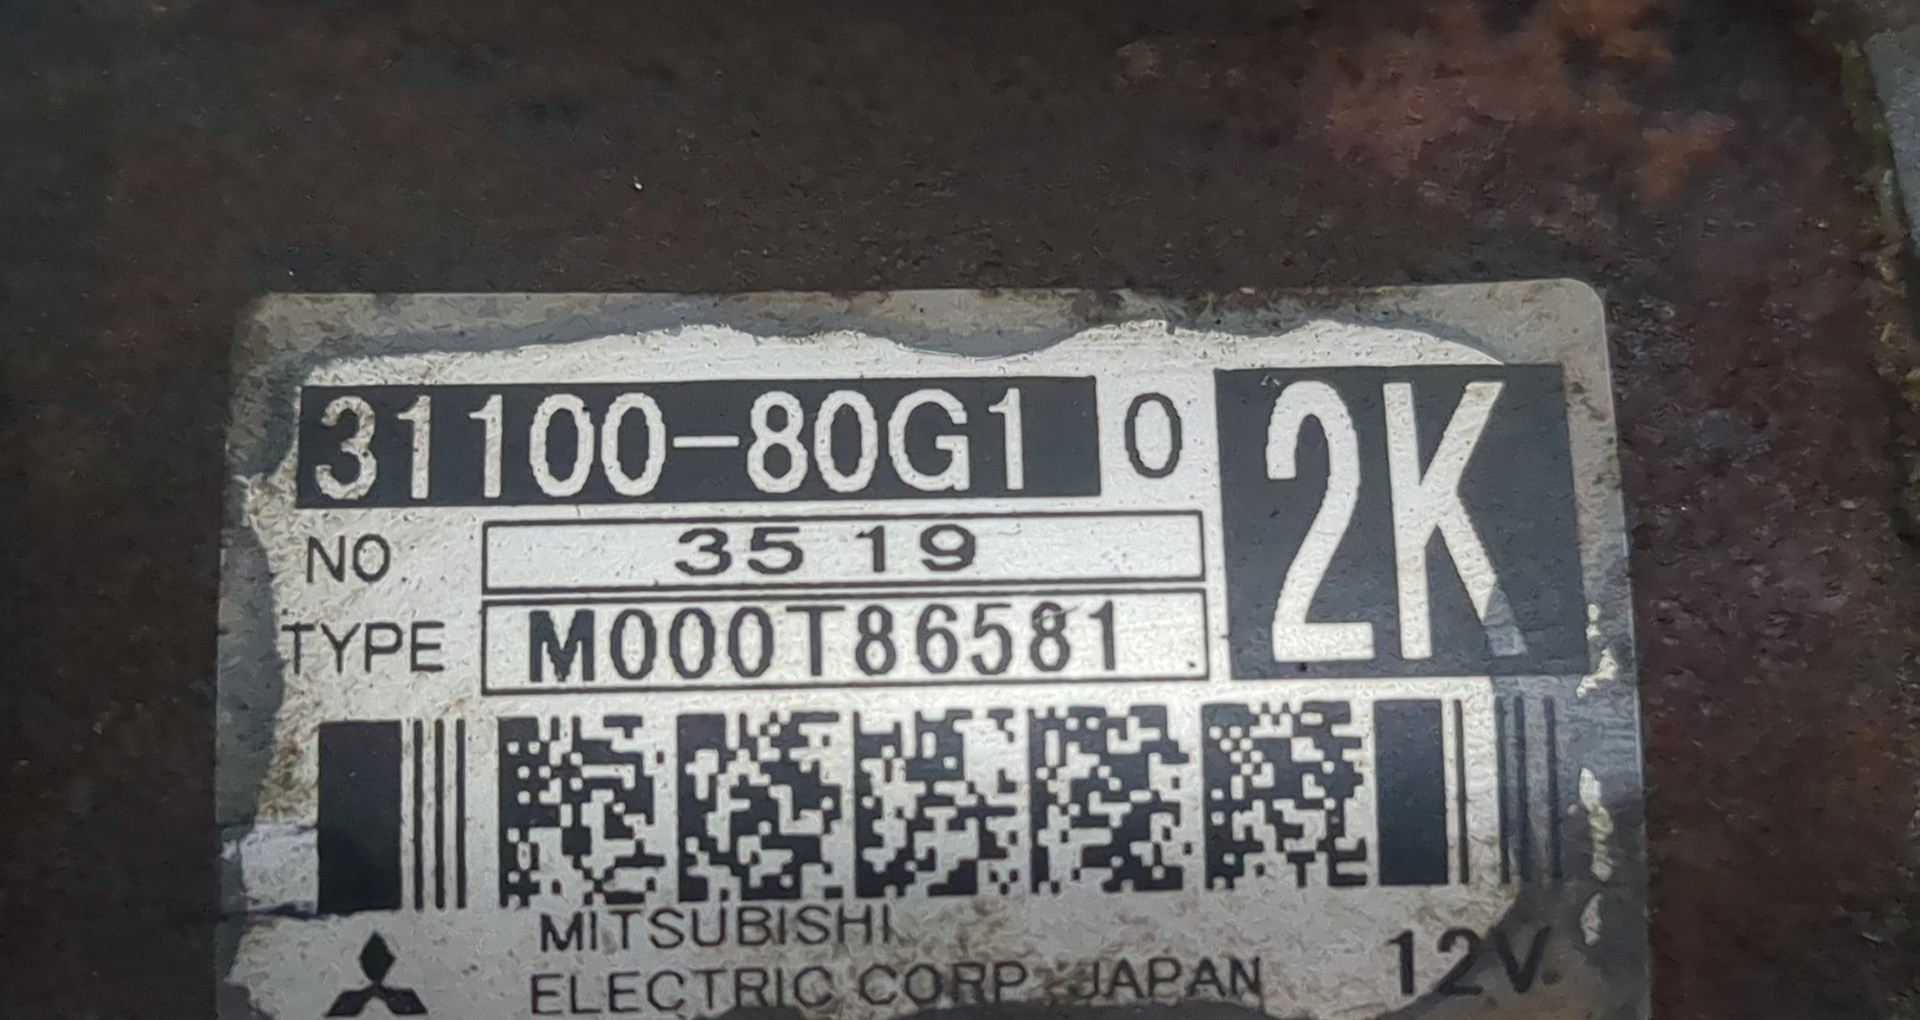 31100-80G1 0 2K
NO 3519
TYPE M000T86581
MITSUBISHI
ELECTRIC CORP. JAPAN 12V